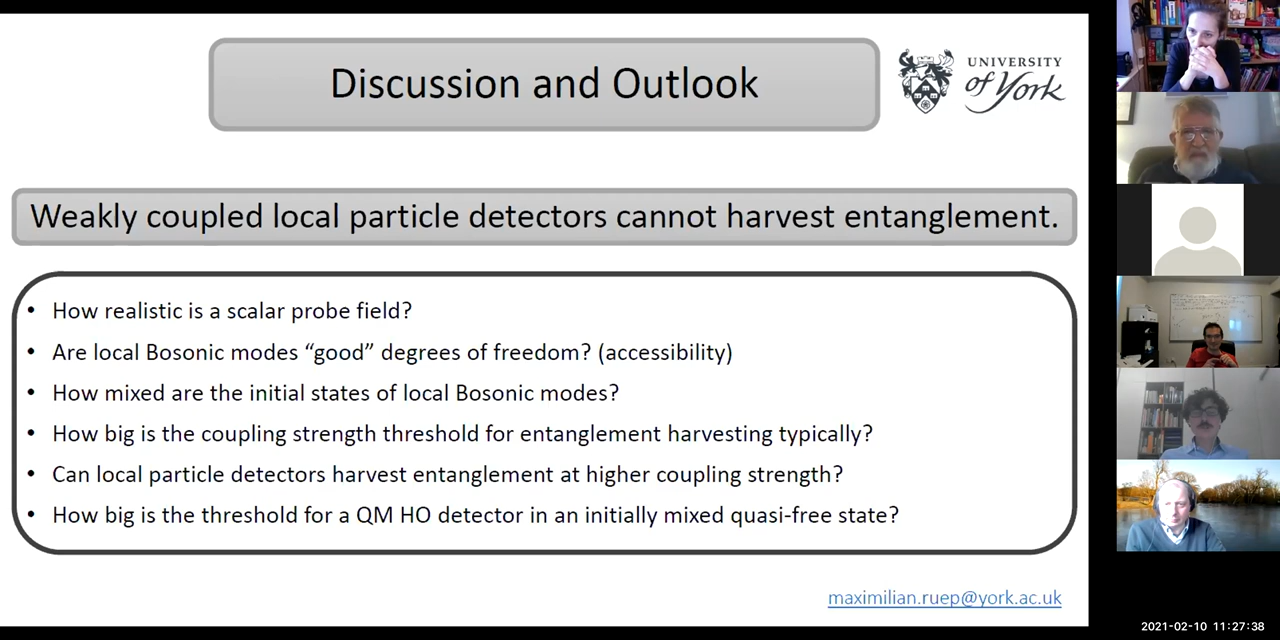 Discussion and Outlook
UNIVERSITY
of York
Weakly coupled local particle detectors cannot harvest entanglement.
• How realistic is a scalar probe field?
• Are local Bosonic modes “good” degrees of freedom? (accessibility)
• How mixed are the initial states of local Bosonic modes?
• How big is the coupling strength threshold for entanglement harvesting typically?
• Can local particle detectors harvest entanglement at higher coupling strength?
• How big is the threshold for a QM HO detector in an initially mixed quasi-free state?
maximilian.ruep@york.ac.uk
2021-02-10 11:27:38